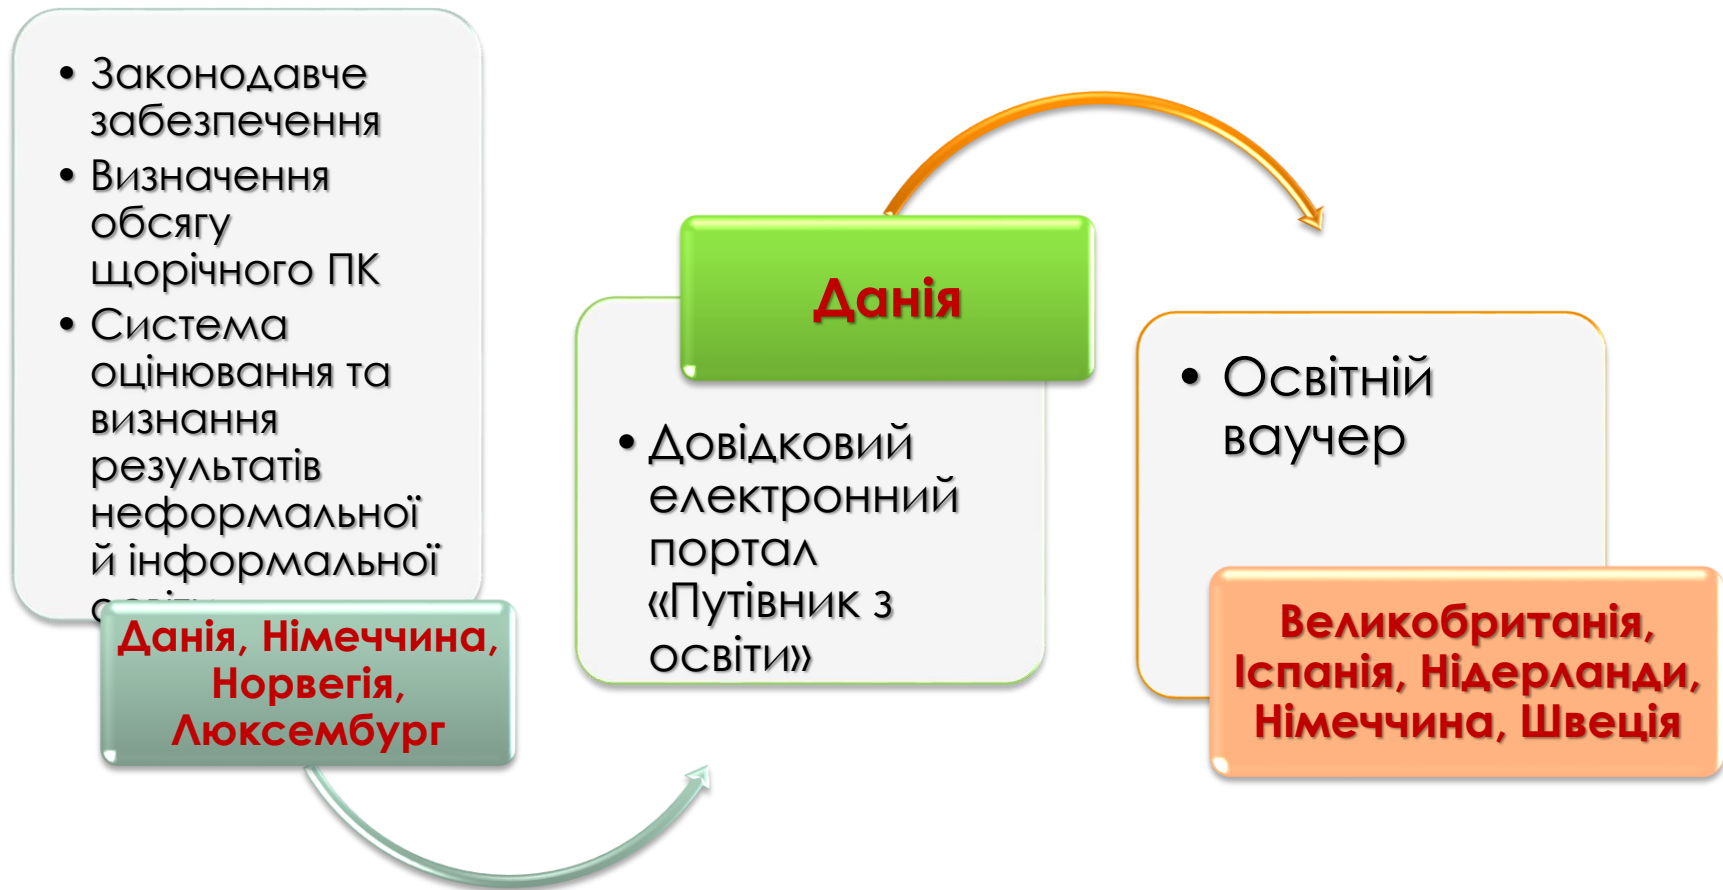 • Законодавче
забезпечення
• Визначення
обсягу
щорічного ПК
• Система
оцінювання та
визнання
результатів
неформальної
й інформальної
Данія, Німеччина,
Норвегія,
Люксембург
Данія
• Довідковий
електронний
портал
«Путівник з
освіти»
• Освітній
ваучер
Великобританія,
Іспанія, Нідерланди,
Німеччина, Швеція